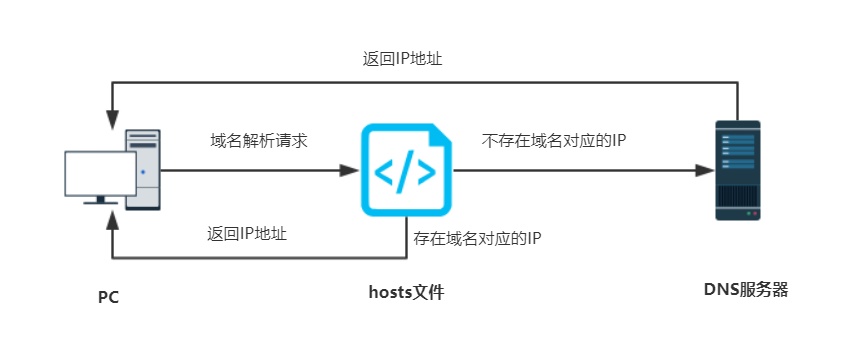 返回IP地址
域名解析请求
不存在域名对应的IP
</>
返回IP地址
存在域名对应的IP
PC
hosts文件
DNS服务器